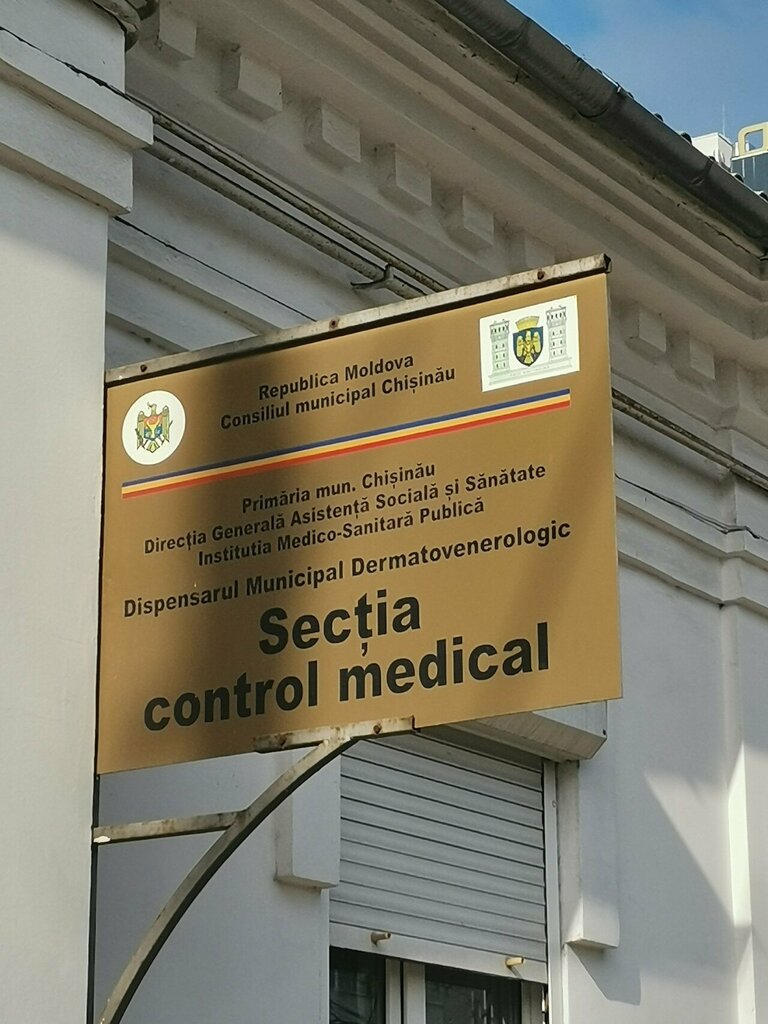 Republica Moldova
Consiliul municipal Chișinău
Primăria mun. Chișinău
Direcția Generală Asistență Socială și Sănătate
Institutia Medico-Sanitară Publică
Dispensarul Municipal Dermatovenerologic
Secția
control medical